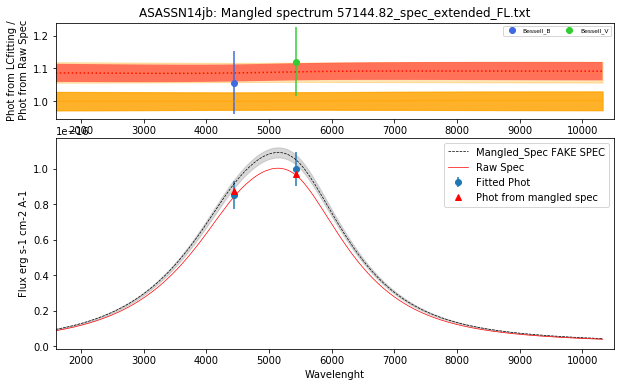 ASASSN14jb: Mangled spectrum 57144.82_spec_extended_FL.txt
Phot from LCfitting /
Phot from Raw Spec
1.2
1.1
1.0
Bessell_B
Bessell_V
2000 3000 4000 5000 6000 7000 8000 9000 10000
Flux erg s-1 cm-2 A-1
1.0
0.8
0.6
0.4
0.2
0.0
Mangled_Spec FAKE SPEC
Raw Spec
Fitted Phot
Phot from mangled spec
2000 3000 4000 5000 6000 7000 8000 9000 10000
Wavelenght